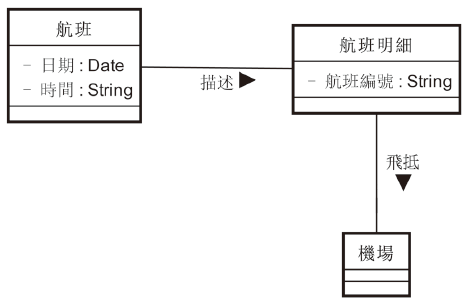 航班
- 日期 : Date
- 時間 : String
描述 ▶
航班明細
- 航班編號 : String
飛抵
▼
機場